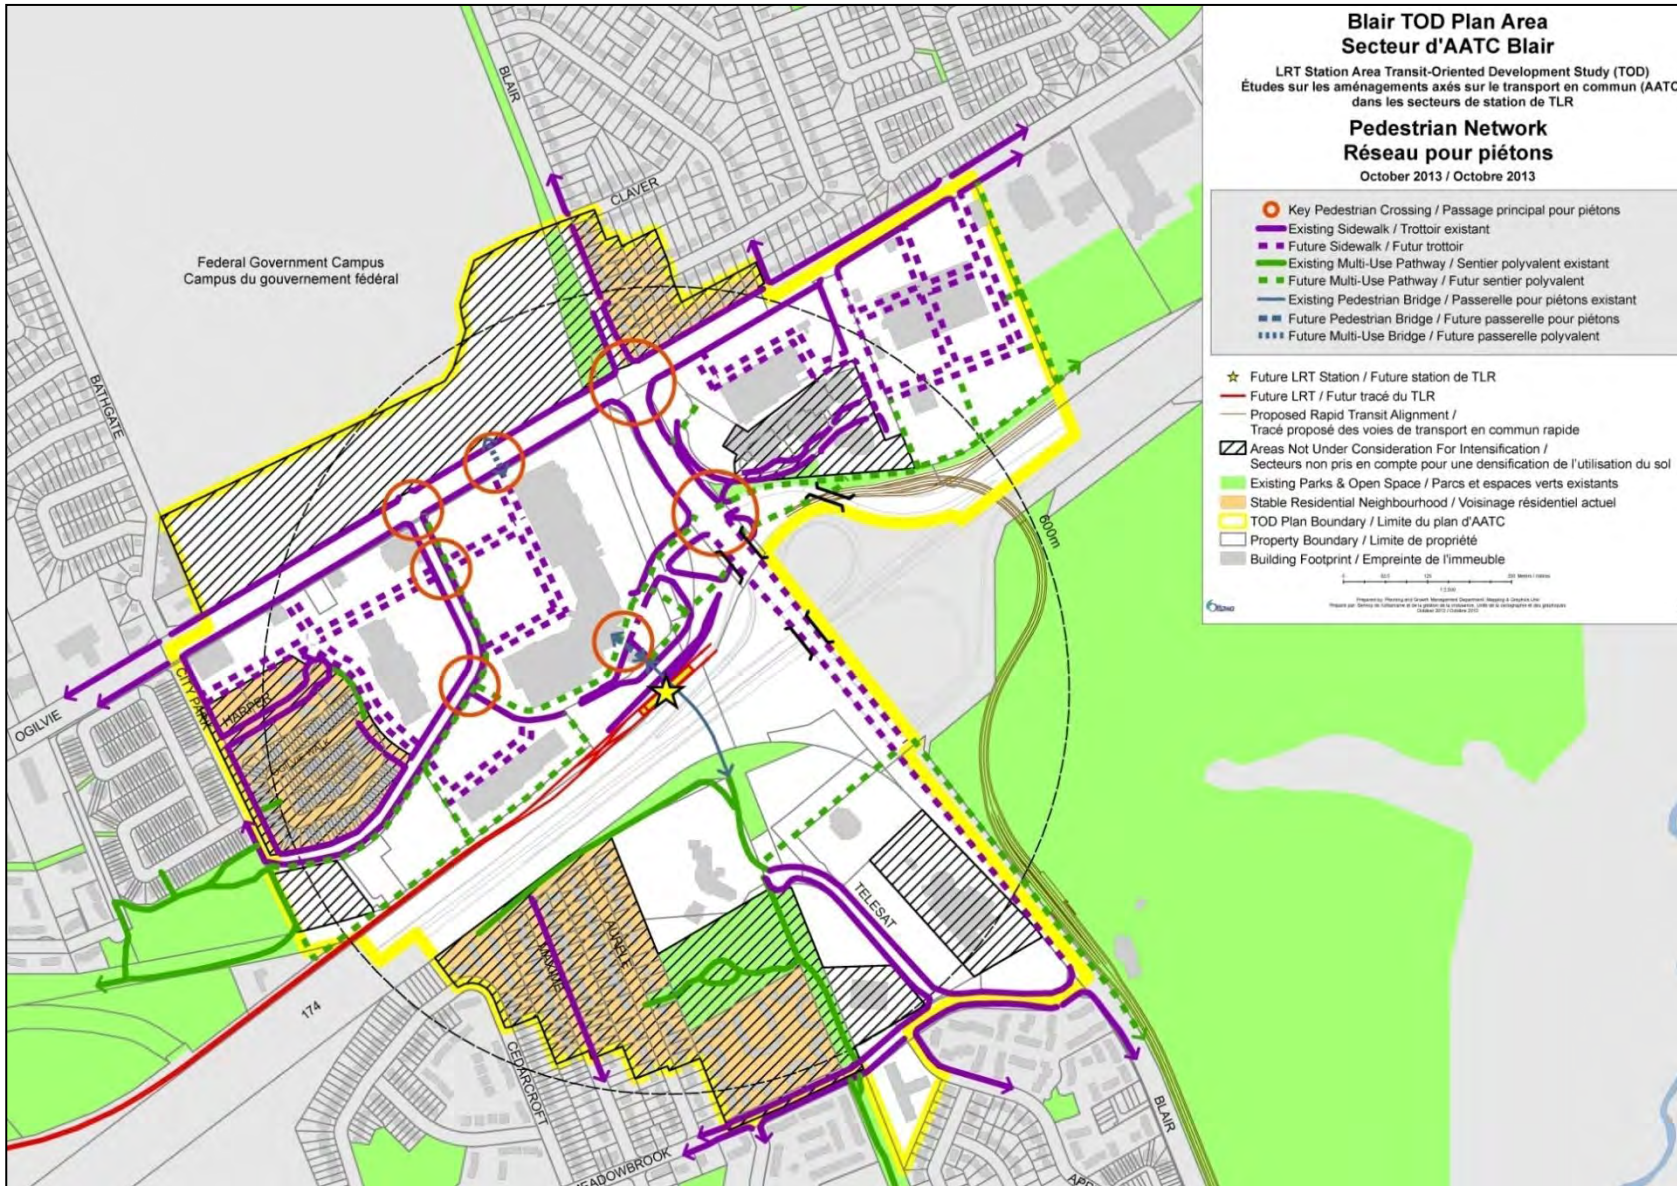 Blair TOD Plan Area
Secteur d'AATC Blair
LRT Station Area Transit-Oriented Development Study (TOD)
Études sur les aménagements axés sur le transport en commun (AATC
dans les secteurs de station de TLR
Pedestrian Network
Réseau pour piétons
October 2013 / Octobre 2013
Key Pedestrian Crossing / Passage principal pour piétons
Existing Sidewalk / Trottoir existant
Future Sidewalk / Futur trottoir
Existing Multi-Use Pathway / Sentier polyvalent existant
Future Multi-Use Pathway / Futur sentier polyvalent
Existing Pedestrian Bridge / Passerelle pour piétons existant
Future Pedestrian Bridge / Future passerelle pour piétons
Future Multi-Use Bridge / Future passerelle polyvalent
Future LRT Station / Future station de TLR
Future LRT / Futur tracé du TLR
Proposed Rapid Transit Alignment /
Tracé proposé des voies de transport en commun rapide
Areas Not Under Consideration For Intensification /
Secteurs non pris en compte pour une densification de l'utilisation du sol
Existing Parks & Open Space / Parcs et espaces verts existants
Stable Residential Neighbourhood / Voisinage résidentiel actuel
TOD Plan Boundary / Limite du plan d'AATC
Property Boundary / Limite de propriété
Building Footprint / Empreinte de l'immeuble
BLAIR
CLAVER
Federal Government Campus
Campus du gouvernement fédéral
BATHGATE
600m
CITY PARK
HARPER
OGILVIE
OGILVIE WALK
TELESAT
AURELE
MAXIME
174
CEDARCROFT
MEADOWBROOK
BLAIR